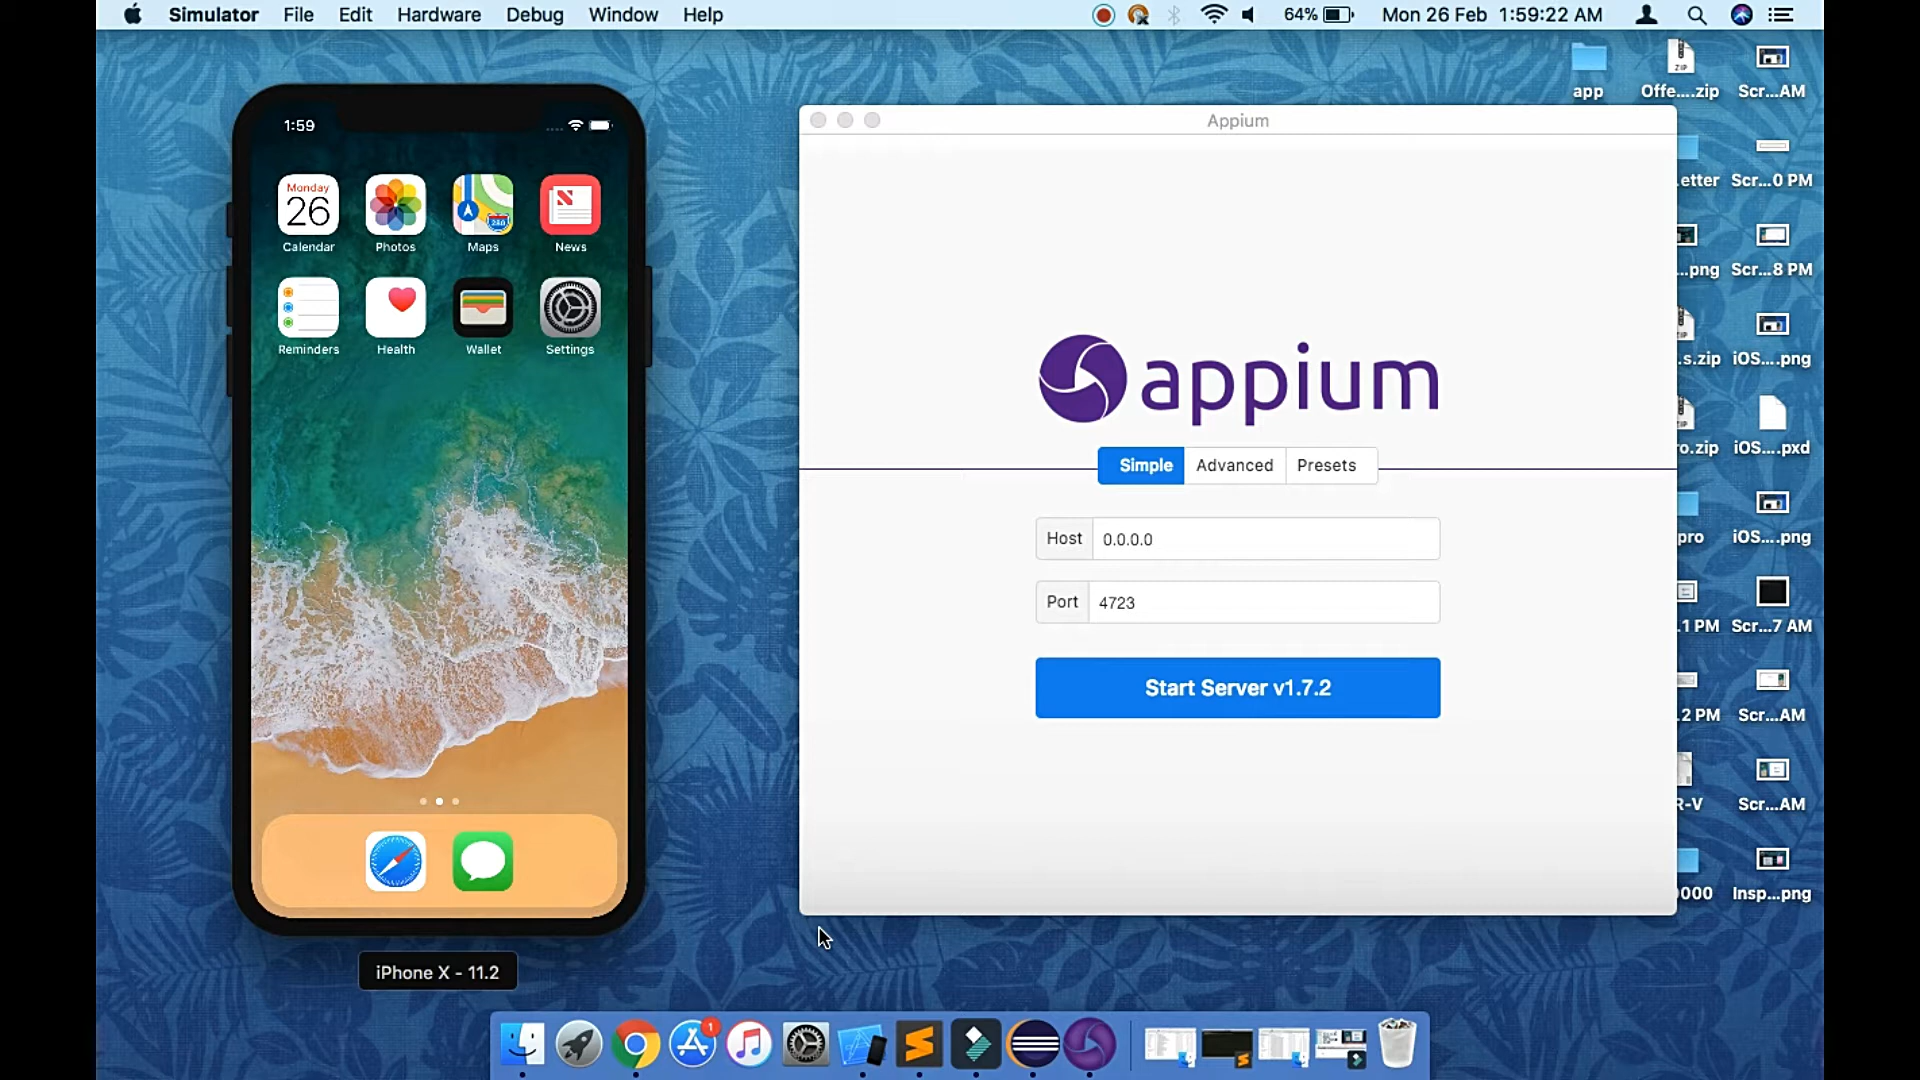 Simulator File Edit Hardware Debug Window Help 64% Mon 26 Feb 1:59:22 AM
app Offe....zip Scr...AM
1:59
Appium
Monday
26
Calendar Photos Maps News
.etter Scr...0 PM
...png Scr...8 PM
Reminders Health Wallet Settings
.s.zip iOS....png
appium
o.zip iOS....pxd
Simple Advanced Presets
Host 0.0.0.0
pro iOS....png
Port 4723
.1 PM Scr...7 AM
Start Server v1.7.2
.2 PM Scr...AM
R-V Scr...AM
0000 Insp...png
iPhone X - 11.2
1